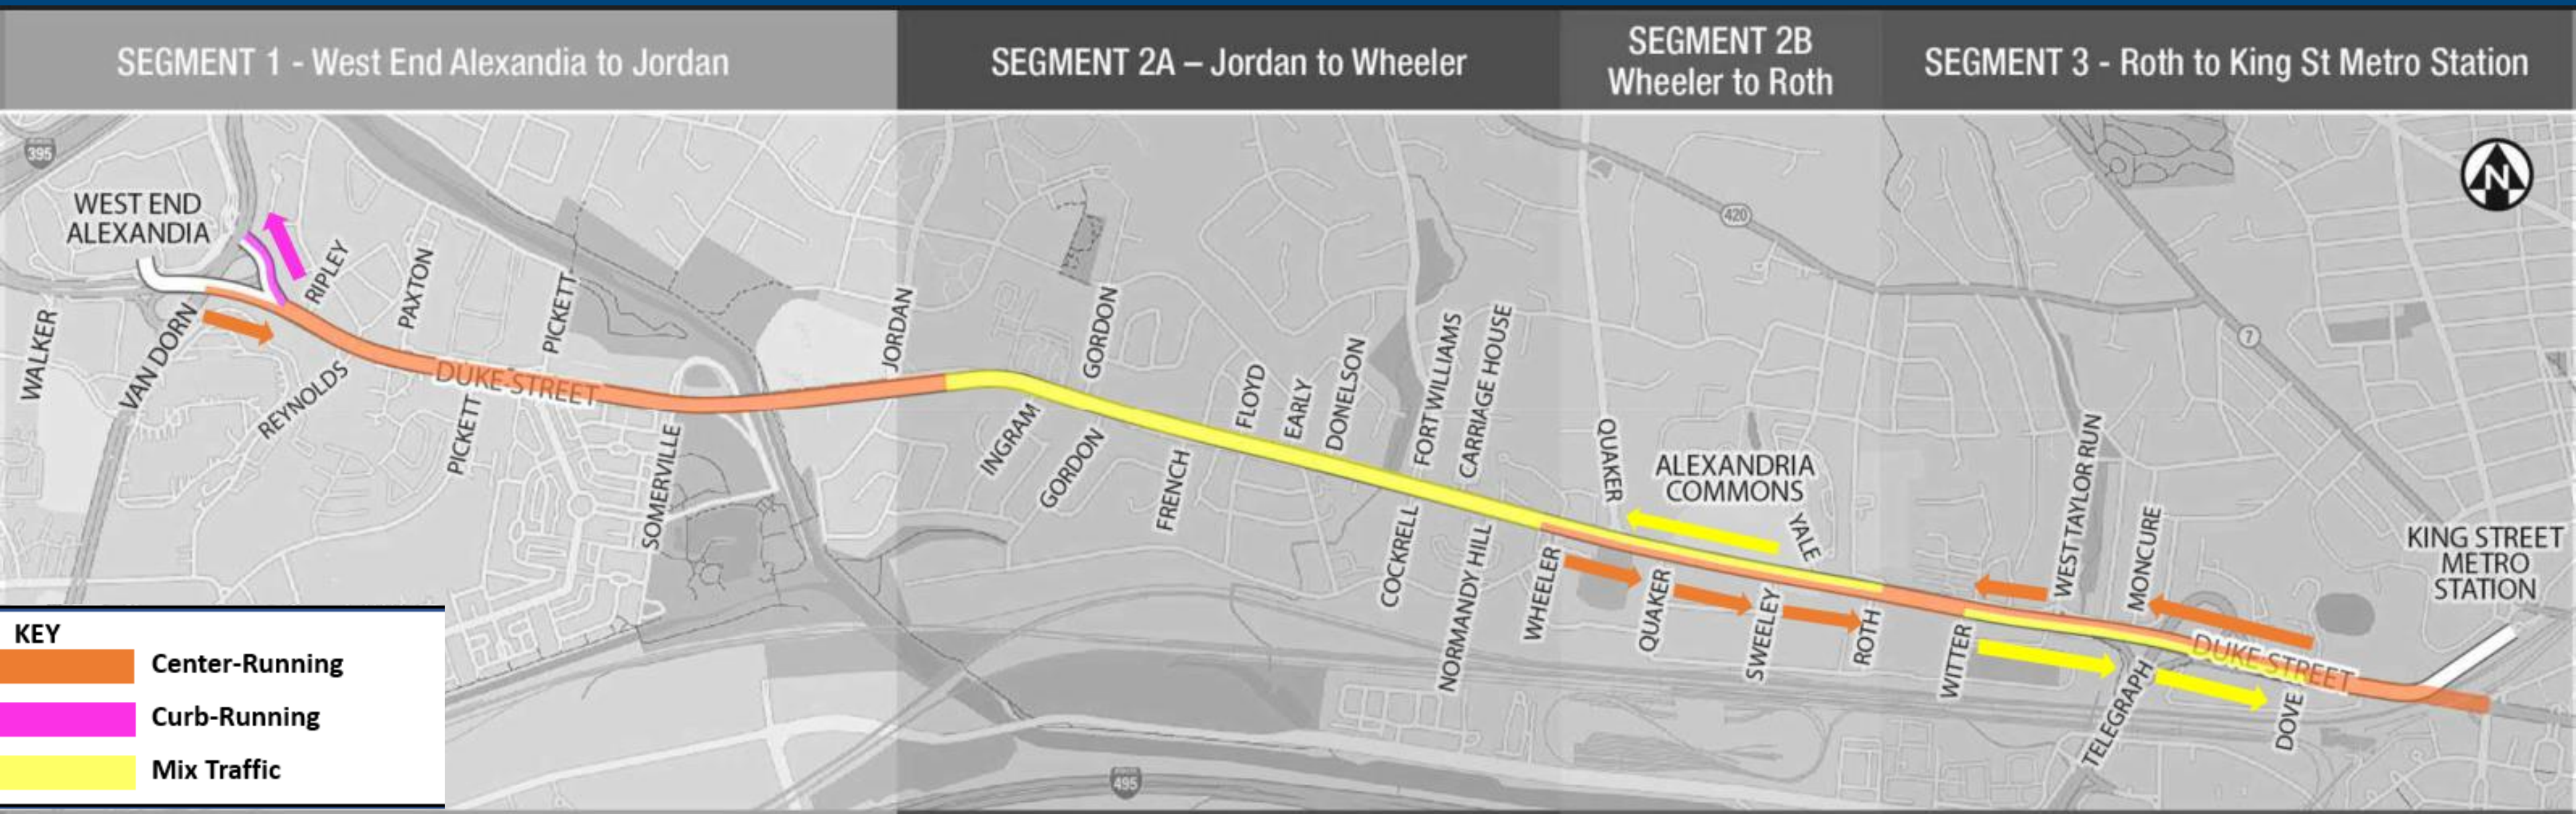 SEGMENT 1 - West End Alexandia to Jordan
SEGMENT 2A – Jordan to Wheeler
SEGMENT 2B
Wheeler to Roth
SEGMENT 3 - Roth to King St Metro Station
395
N
WEST END
ALEXANDIA
WALKER
VAN DORN
RIPLEY
REYNOLDS
PAXTON
PICKETT
PICKETT
DUKE STREET
SOMERVILLE
JORDAN
INGRAM
GORDON
GORDON
FRENCH
FLOYD
EARLY
DONELSON
COCKRELL
FORT WILLIAMS
NORMANDY HILL
CARRIAGE HOUSE
WHEELER
QUAKER
QUAKER
420
ALEXANDRIA
COMMONS
YALE
SWEELEY
ROTH
WITTER
WEST TAYLOR RUN
TELEGRAPH
MONCURE
7
DUKE STREET
DOVE
KING STREET
METRO
STATION
495
KEY
Center-Running
Curb-Running
Mix Traffic